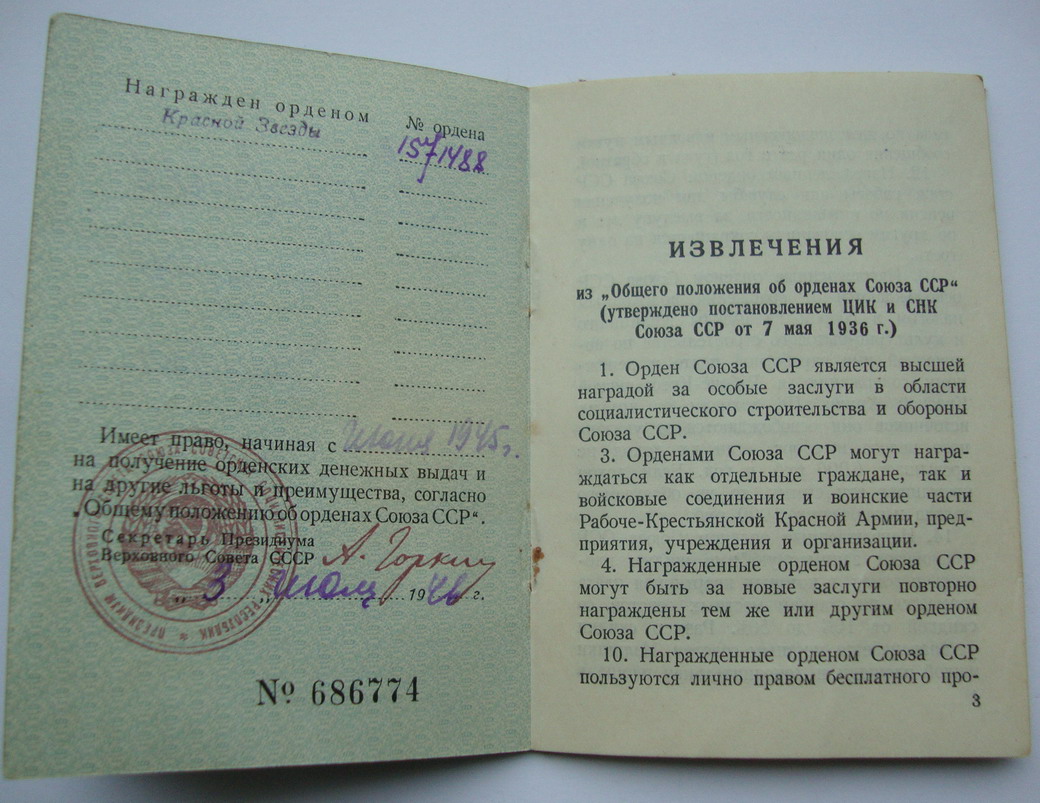 Награжден орденом
№ ордена
Красной Звезды
1571488
Имеет право, начиная с Июня 1945 г.
на получение орденских денежных выдач и
на другие льготы и преимущества, согласно
„Общему положению об орденах Союза ССР“.
Секретарь Президиума
Верховного Совета СССР А. Горкин
„ 3 „ Июля 1946 г.
№ 686774
ИЗВЛЕЧЕНИЯ
из „Общего положения об орденах Союза ССР“
(утверждено постановлением ЦИК и СНК
Союза ССР от 7 мая 1936 г.)
1. Орден Союза ССР является высшей
наградой за особые заслуги в области
социалистического строительства и обороны
Союза ССР.
3. Орденами Союза ССР могут награ-
ждаться как отдельные граждане, так и
войсковые соединения и воинские части
Рабоче-Крестьянской Красной Армии, пред-
приятия, учреждения и организации.
4. Награжденные орденом Союза ССР
могут быть за новые заслуги повторно
награждены тем же или другим орденом
Союза ССР.
10. Награжденные орденом Союза ССР
пользуются лично правом бесплатного про-
3